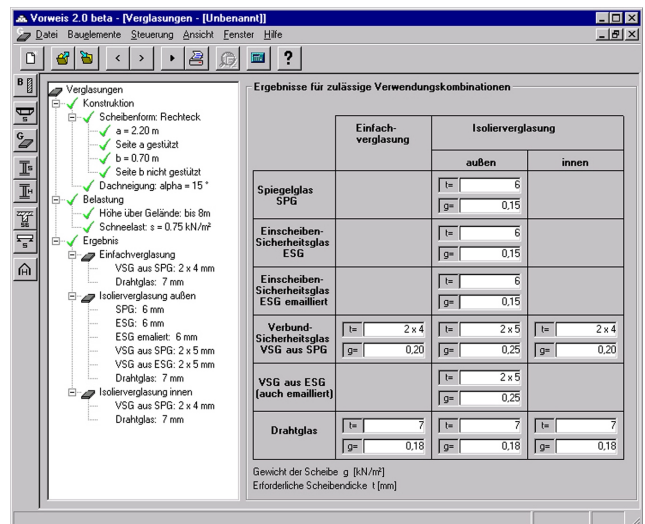 Vorweis 2.0 beta - [Verglasungen - [Unbenannt]]
Datei Bauelemente Steuerung Ansicht Fenster Hilfe
< > ?
B
S
G
S
H
SE
S
Verglasungen
Konstruktion
Scheibenform: Rechteck
a = 2.20 m
Seite a gestützt
b = 0.70 m
Seite b nicht gestützt
Dachneigung: alpha = 15 °
Belastung
Höhe über Gelände: bis 8m
Schneelast: s = 0.75 kN/m²
Ergebnis
Einfachverglasung
VSG aus SPG: 2 x 4 mm
Drahtglas: 7 mm
Isolierverglasung außen
SPG: 6 mm
ESG: 6 mm
ESG emaliert: 6 mm
VSG aus SPG: 2 x 5 mm
VSG aus ESG: 2 x 5 mm
Drahtglas: 7 mm
Isolierverglasung innen
VSG aus SPG: 2 x 4 mm
Drahtglas: 7 mm
Ergebnisse für zulässige Verwendungskombinationen
Einfach-
verglasung
Isolierverglasung
außen innen
Spiegelglas
SPG
t= 6
g= 0,15
Einscheiben-
Sicherheitsglas
ESG
t= 6
g= 0,15
Einscheiben-
Sicherheitsglas
ESG emailliert
t= 6
g= 0,15
Verbund-
Sicherheitsglas
VSG aus SPG
t= 2 x 4 t= 2 x 5 t= 2 x 4
g= 0,20 g= 0,25 g= 0,20
VSG aus ESG
(auch emailliert)
t= 2 x 5
g= 0,25
Drahtglas
t= 7 t= 7 t= 7
g= 0,18 g= 0,18 g= 0,18
Gewicht der Scheibe g [kN/m²]
Erforderliche Scheibendicke t [mm]